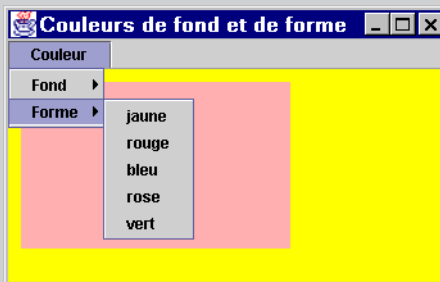 Couleurs de fond et de forme
Couleur
Fond
Forme
jaune
rouge
bleu
rose
vert